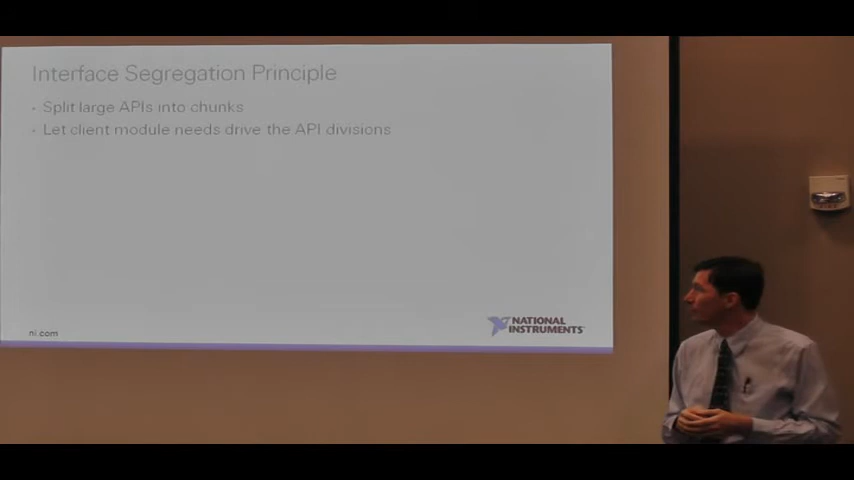 Interface Segregation Principle
Split large APIs into chunks
Let client module needs drive the API divisions
ni.com
NATIONAL
INSTRUMENTS